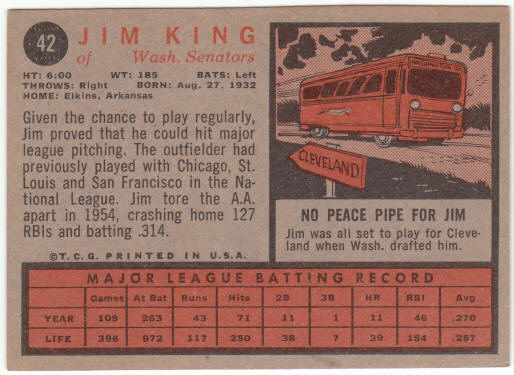 42
JIM KING
of Wash. Senators
HT: 6:00 WT: 185 BATS: Left
THROWS: Right BORN: Aug. 27, 1932
HOME: Elkins, Arkansas
Given the chance to play regularly,
Jim proved that he could hit major
league pitching. The outfielder had
previously played with Chicago, St.
Louis and San Francisco in the Na-
tional League. Jim tore the A.A.
apart in 1954, crashing home 127
RBIs and batting .314.
©T.C.G. PRINTED IN U.S.A.
WASHINGTON
CLEVELAND
NO PEACE PIPE FOR JIM
Jim was all set to play for Cleve-
land when Wash. drafted him.
MAJOR LEAGUE BATTING RECORD
Games At Bat Runs Hits 2B 3B HR RBI Avg
YEAR 109 263 43 71 11 1 11 46 .270
LIFE 396 972 117 250 38 7 39 154 .257